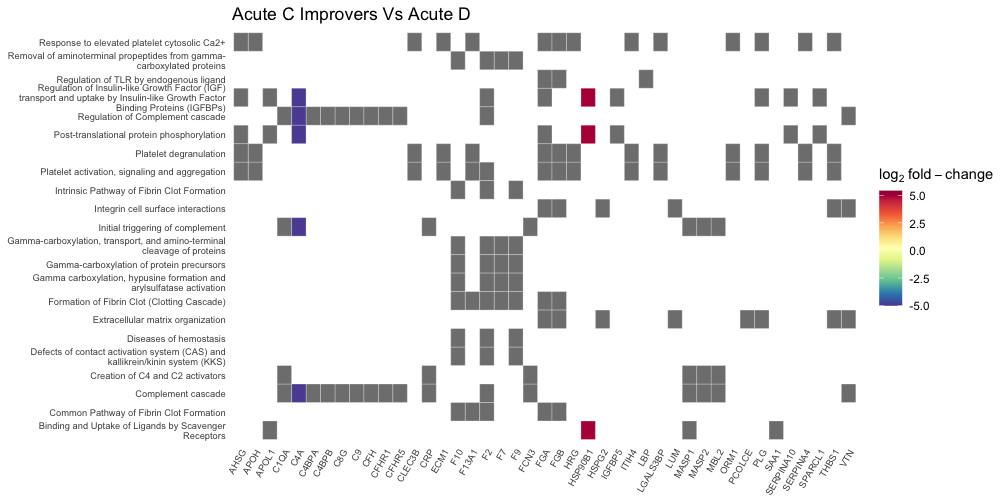 Acute C Improvers Vs Acute D
Response to elevated platelet cytosolic Ca2+
Removal of aminoterminal propeptides from gamma-
carboxylated proteins
Regulation of TLR by endogenous ligand
Regulation of Insulin-like Growth Factor (IGF)
transport and uptake by Insulin-like Growth Factor
Binding Proteins (IGFBPs)
Regulation of Complement cascade
Post-translational protein phosphorylation
Platelet degranulation
Platelet activation, signaling and aggregation
Intrinsic Pathway of Fibrin Clot Formation
Integrin cell surface interactions
Initial triggering of complement
Gamma-carboxylation, transport, and amino-terminal
cleavage of proteins
Gamma-carboxylation of protein precursors
Gamma carboxylation, hypusine formation and
arylsulfatase activation
Formation of Fibrin Clot (Clotting Cascade)
Extracellular matrix organization
Diseases of hemostasis
Defects of contact activation system (CAS) and
kallikrein/kinin system (KKS)
Creation of C4 and C2 activators
Complement cascade
Common Pathway of Fibrin Clot Formation
Binding and Uptake of Ligands by Scavenger
Receptors
AHSG
APOH
APOL1
C1QA
C4A
C4BPA
C4BPB
C8G
C9
CFH
CFHR1
CFHR5
CLEC3B
CRP
ECM1
F10
F13A1
F2
F7
F9
FCN3
FGA
FGB
HRG
HSP90B1
HSPG2
IGFBP5
ITIH4
LBP
LGALS3BP
LUM
MASP1
MASP2
MBL2
ORM1
PCOLCE
PLG
SAA1
SERPINA10
SERPINA4
SPARCL1
THBS1
VTN
log2 fold – change
5.0
2.5
0.0
-2.5
-5.0